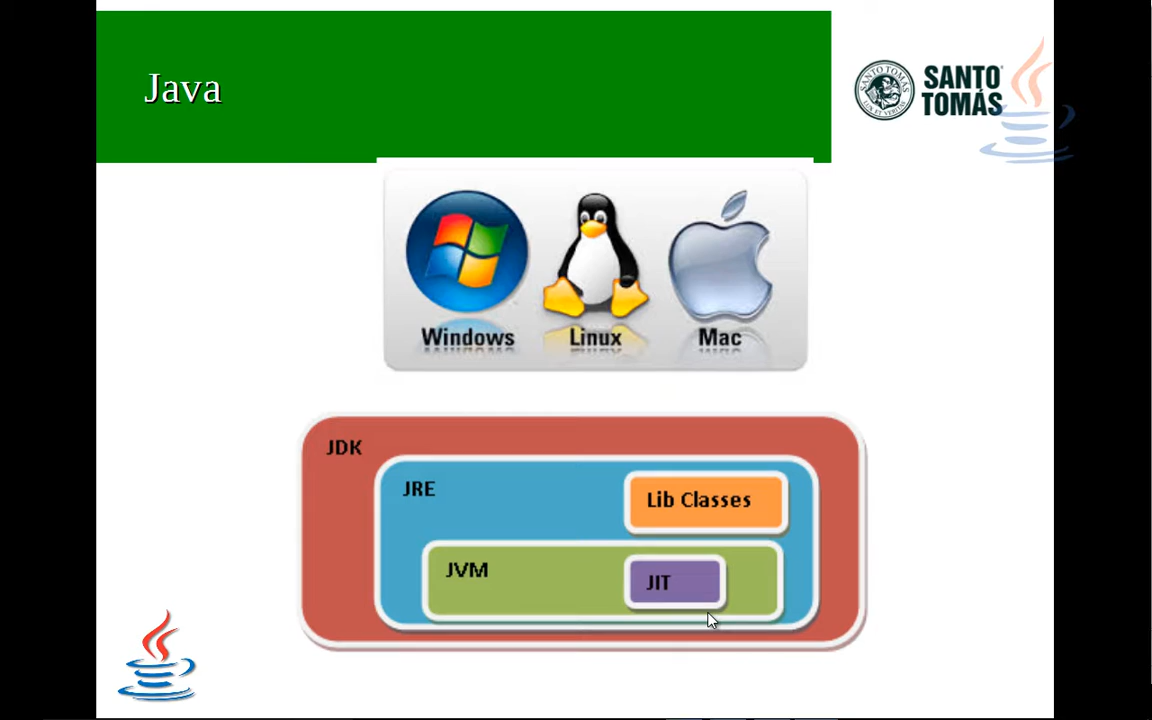 Java
SANTO
TOMÁS
Windows
Linux
Mac
JDK
JRE
Lib Classes
JVM
JIT